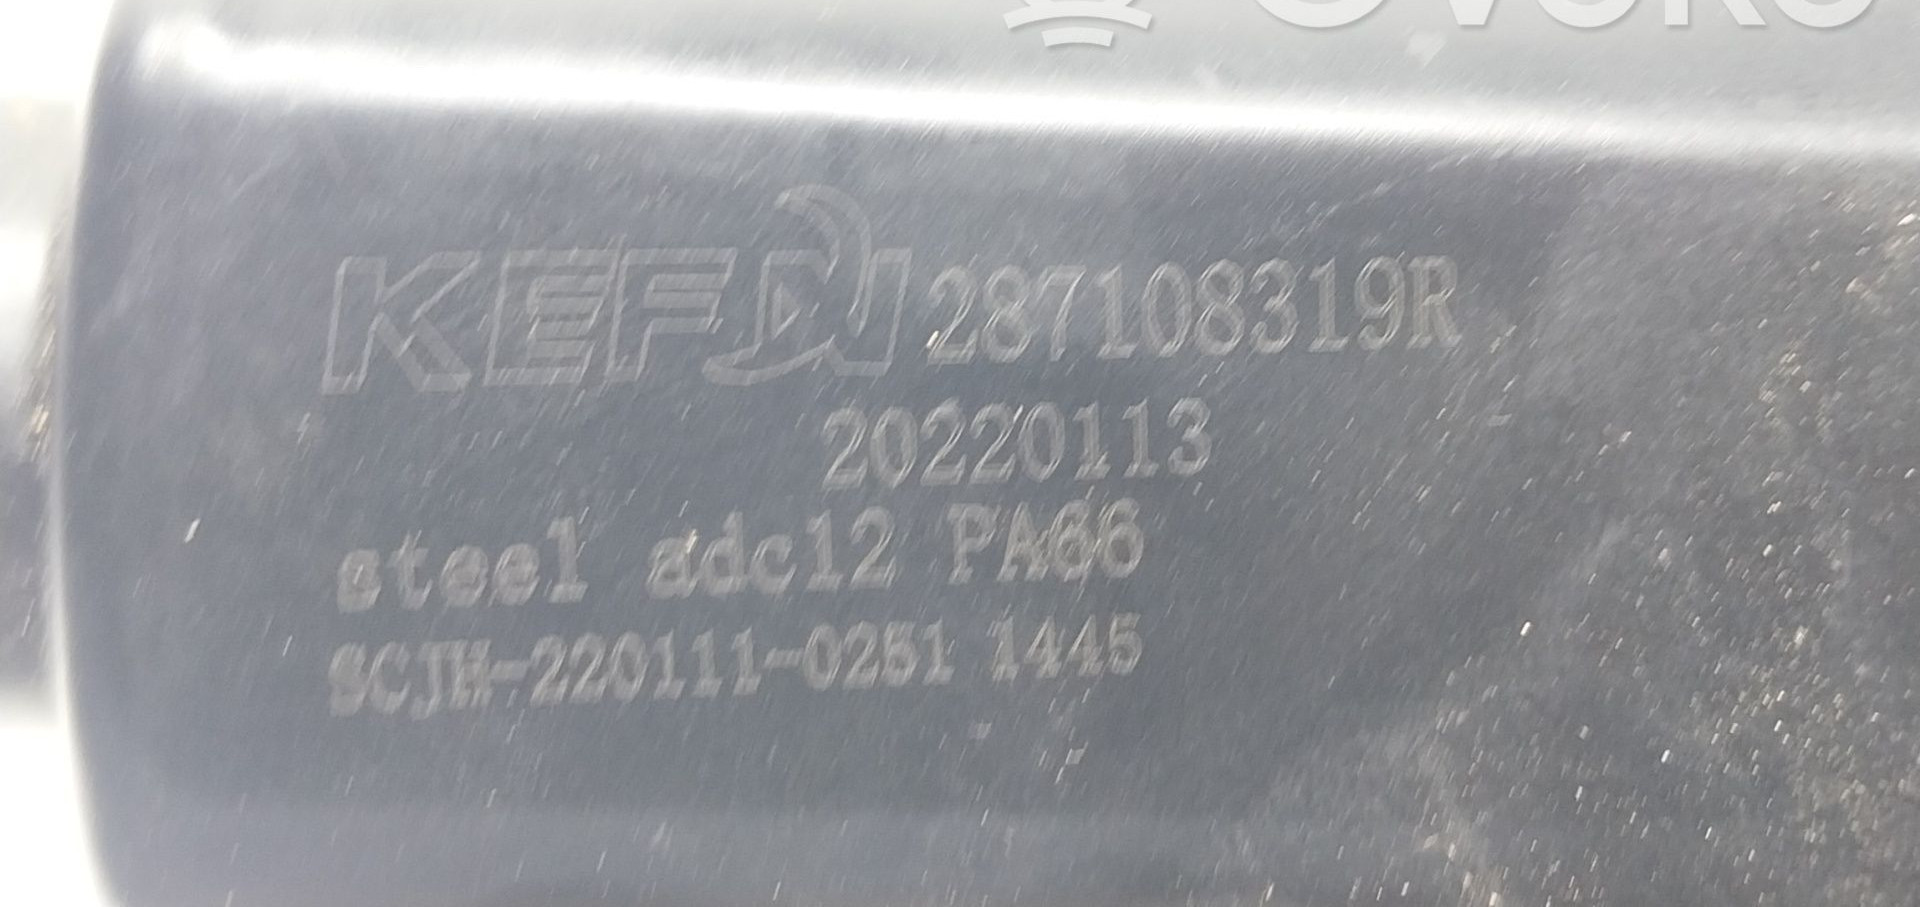 KEFA 287108319R
20220113
steel adc12 PA66
SCJH-220111-0251 1445